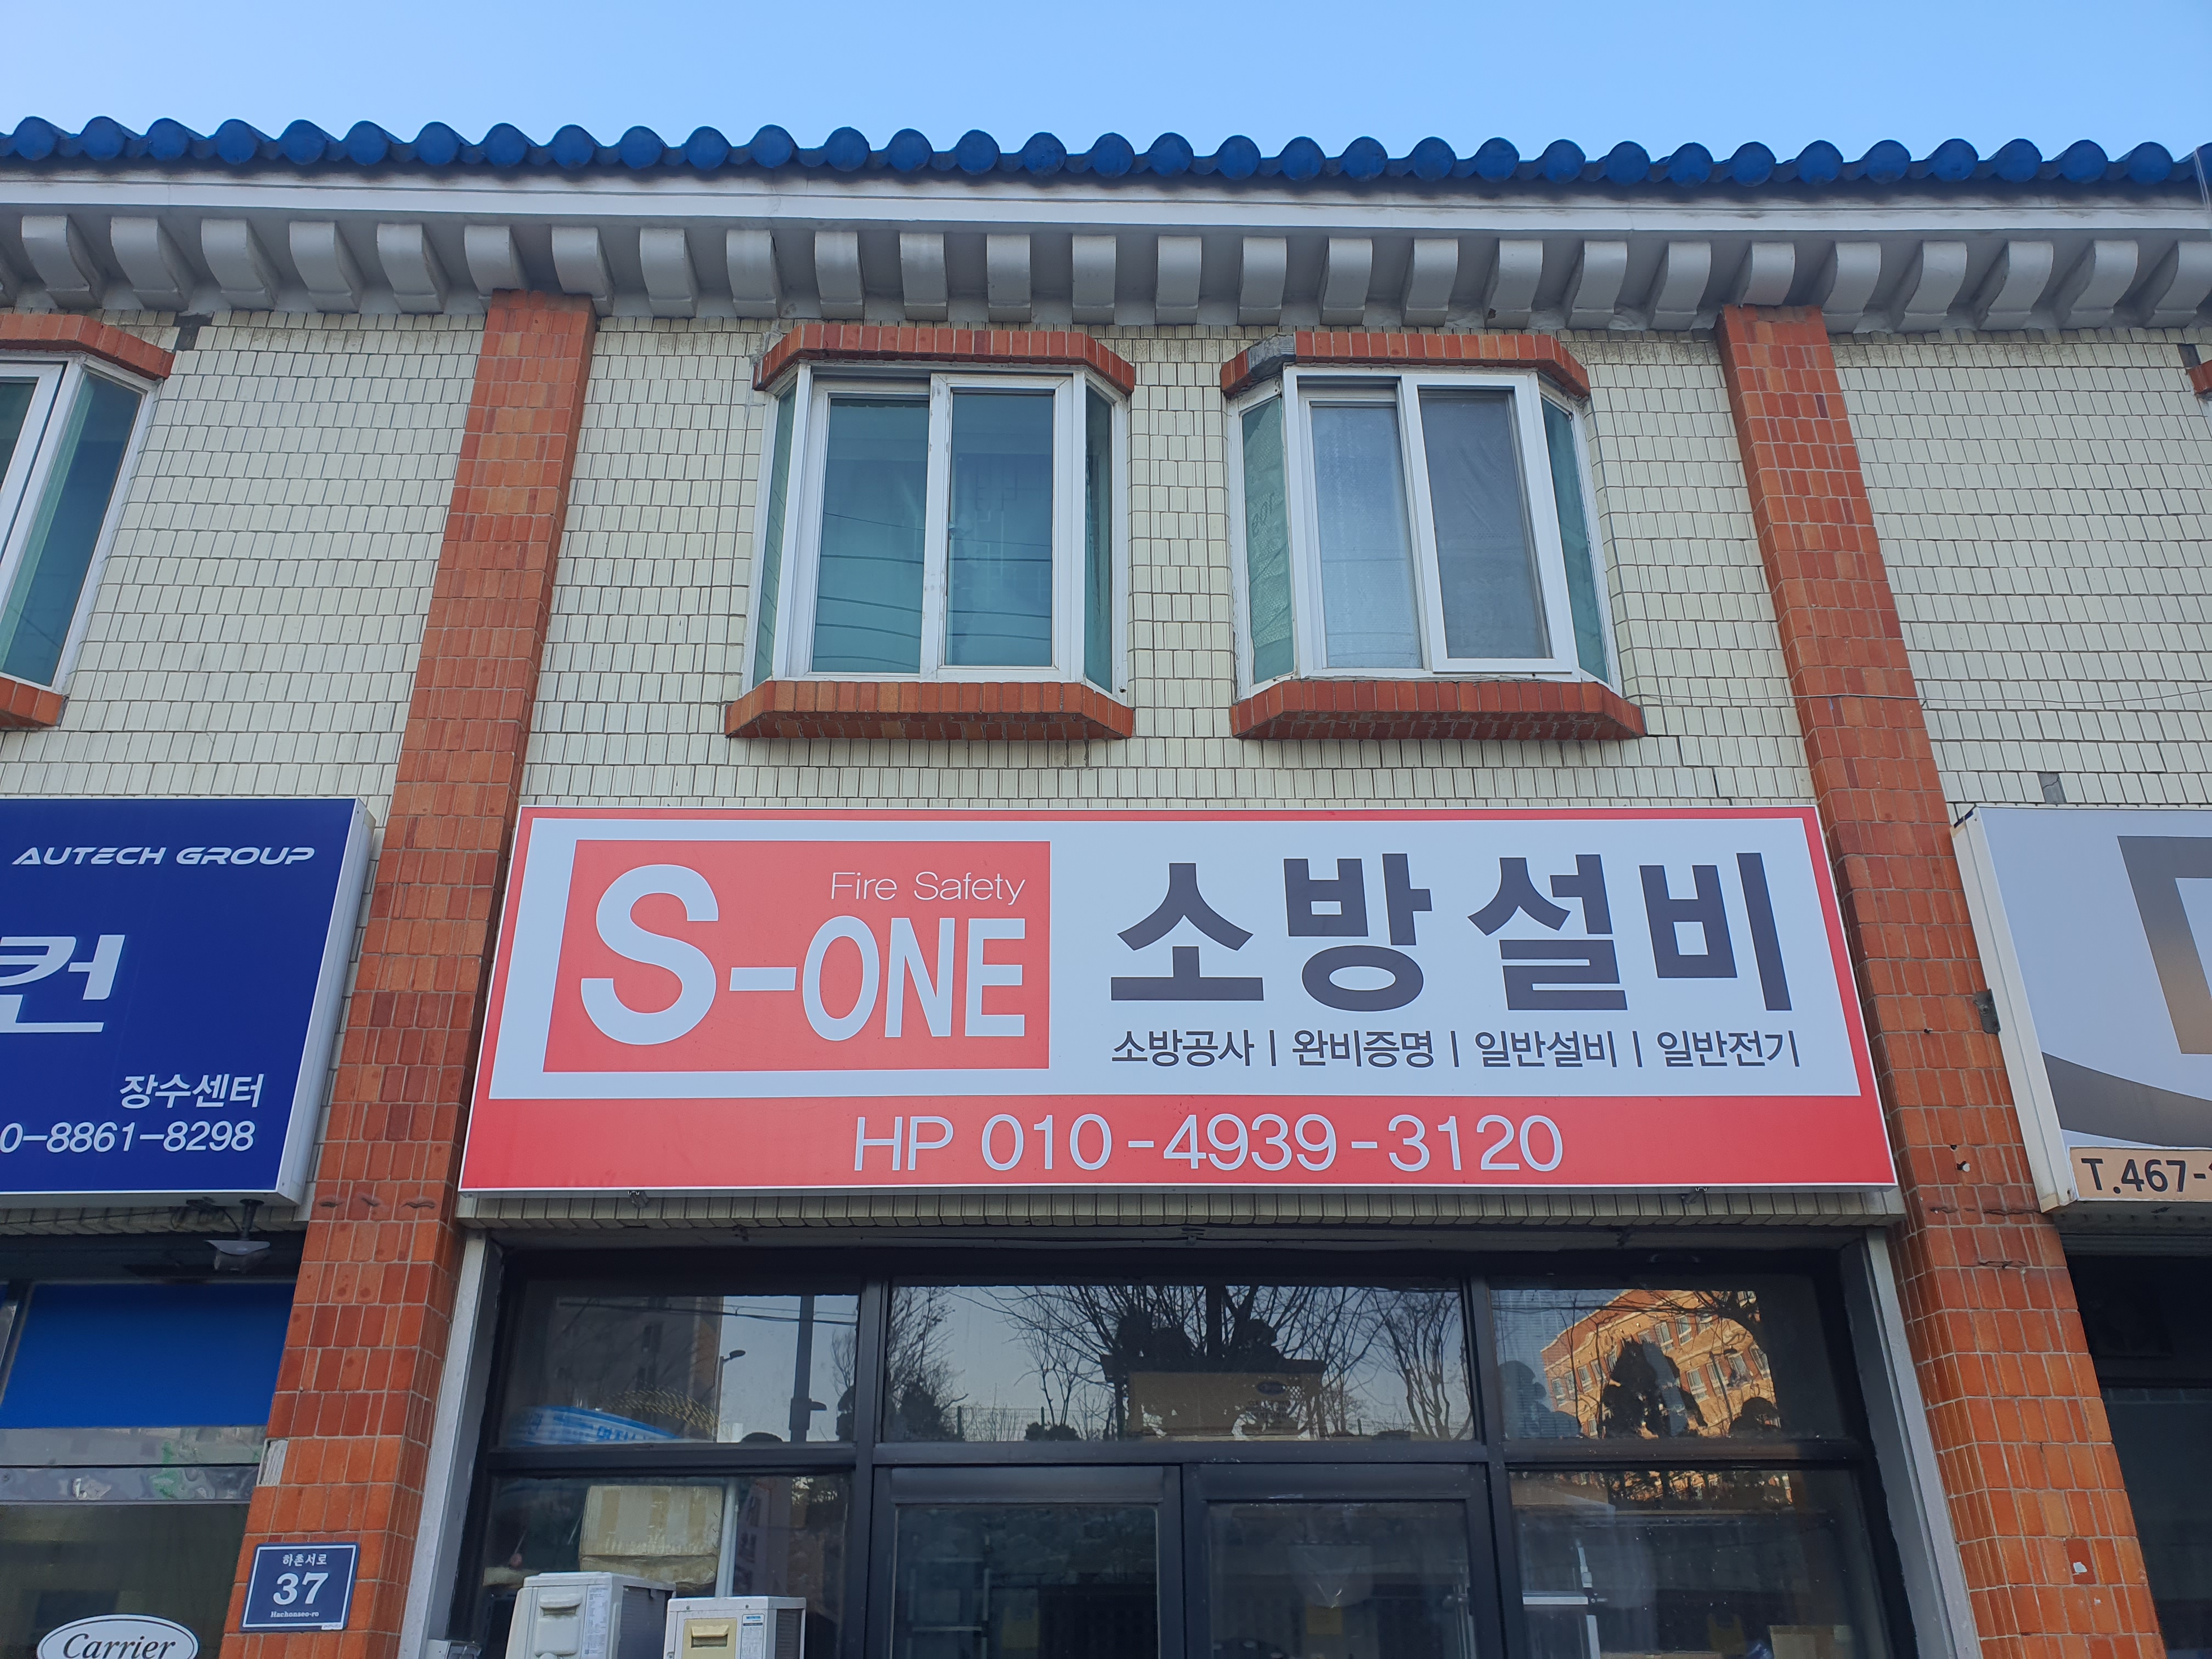 AUTECH GROUP
컨
장수센터
0-8861-8298
Fire Safety
S-ONE
소방설비
소방공사 | 완비증명 | 일반설비 | 일반전기
HP 010-4939-3120
T.467-
하촌서로
37
Hachonseo-ro
Carrier